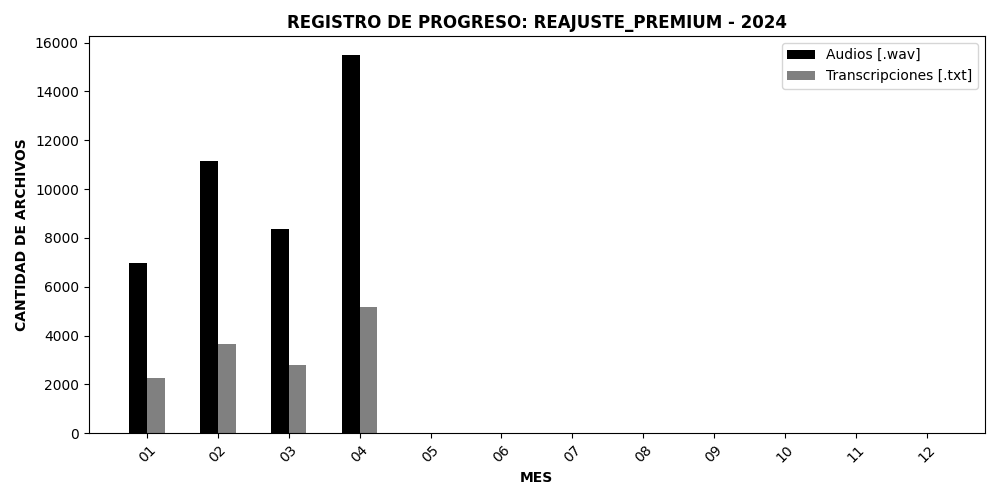 REGISTRO DE PROGRESO: REAJUSTE_PREMIUM - 2024
Audios [.wav]
Transcripciones [.txt]
CANTIDAD DE ARCHIVOS
16000
14000
12000
10000
8000
6000
4000
2000
0
01 02 03 04 05 06 07 08 09 10 11 12
MES